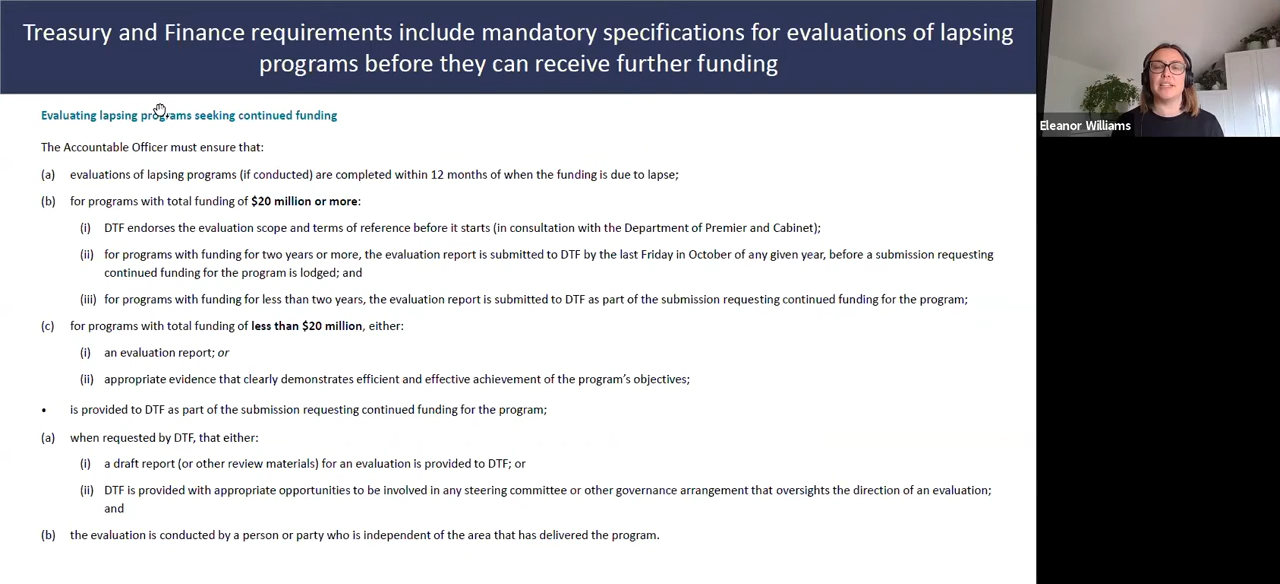 Treasury and Finance requirements include mandatory specifications for evaluations of lapsing
programs before they can receive further funding
Eleanor Williams
Evaluating lapsing programs seeking continued funding
The Accountable Officer must ensure that:
(a) evaluations of lapsing programs (if conducted) are completed within 12 months of when the funding is due to lapse;
(b) for programs with total funding of $20 million or more:
(i) DTF endorses the evaluation scope and terms of reference before it starts (in consultation with the Department of Premier and Cabinet);
(ii) for programs with funding for two years or more, the evaluation report is submitted to DTF by the last Friday in October of any given year, before a submission requesting
continued funding for the program is lodged; and
(iii) for programs with funding for less than two years, the evaluation report is submitted to DTF as part of the submission requesting continued funding for the program;
(c) for programs with total funding of less than $20 million, either:
(i) an evaluation report; or
(ii) appropriate evidence that clearly demonstrates efficient and effective achievement of the program's objectives;
• is provided to DTF as part of the submission requesting continued funding for the program;
(a) when requested by DTF, that either:
(i) a draft report (or other review materials) for an evaluation is provided to DTF; or
(ii) DTF is provided with appropriate opportunities to be involved in any steering committee or other governance arrangement that oversights the direction of an evaluation;
and
(b) the evaluation is conducted by a person or party who is independent of the area that has delivered the program.